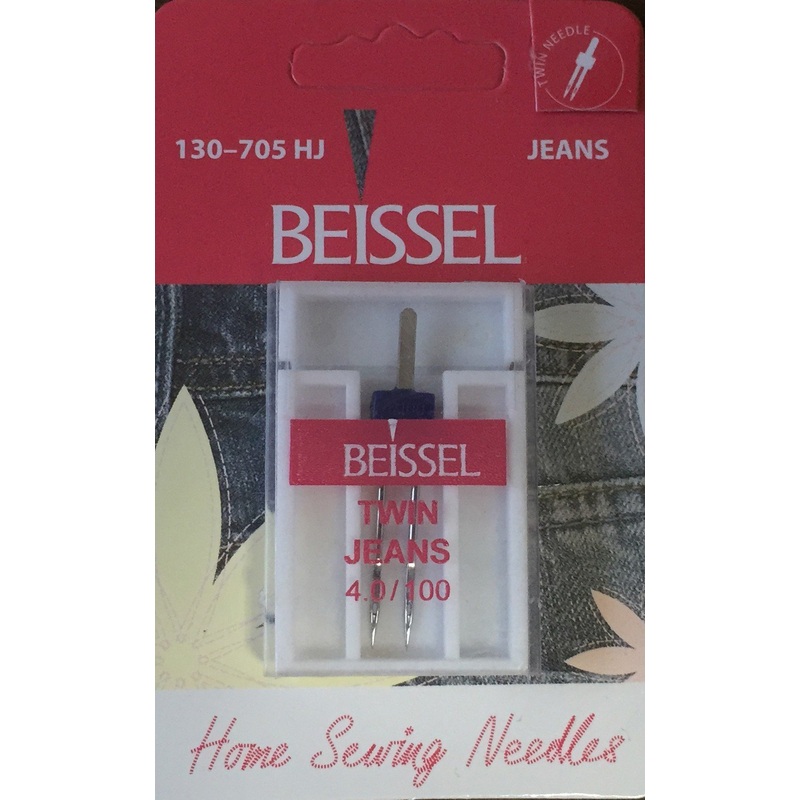 TWIN NEEDLE
130–705 HJ
JEANS
BEISSEL
BEISSEL
TWIN
JEANS
4.0/100
Home Sewing Needles